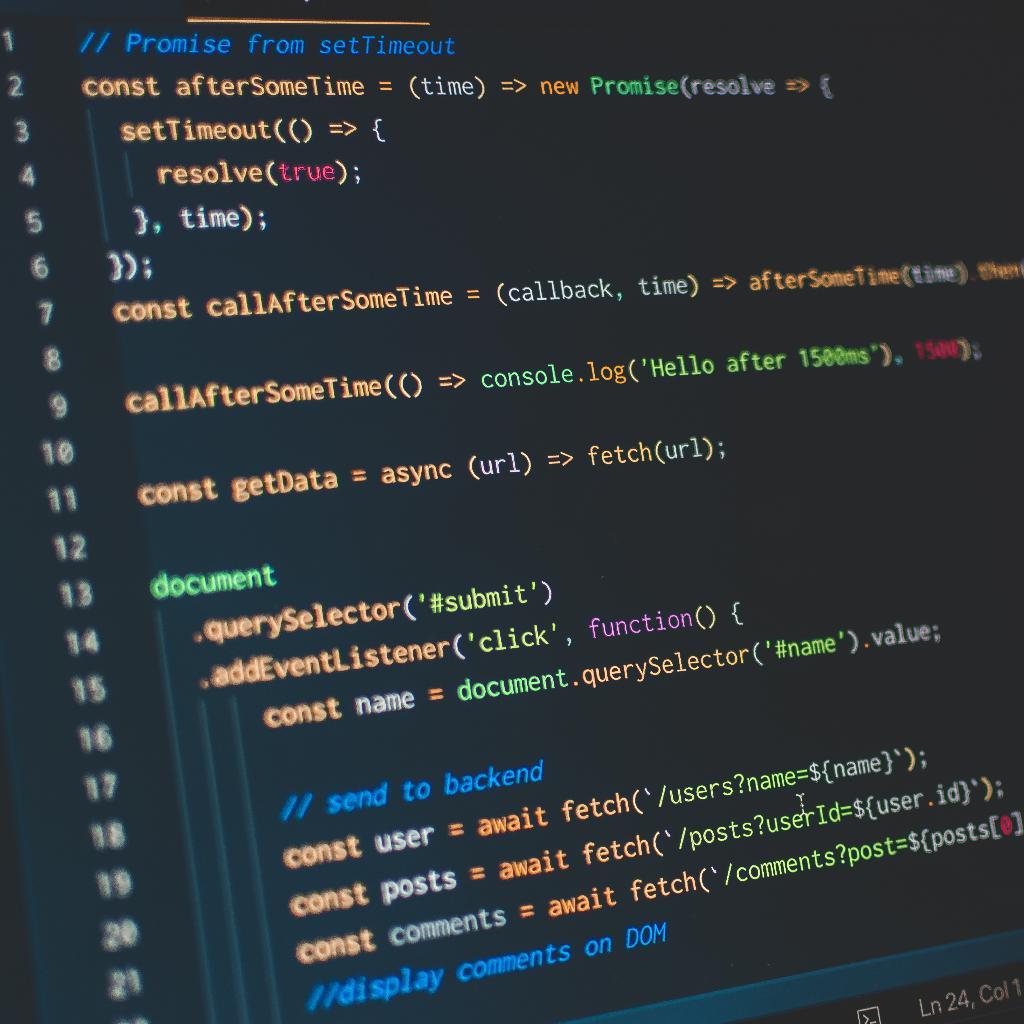 1 // Promise from setTimeout
2 const afterSomeTime = (time) => new Promise(resolve => {
3 setTimeout(() => {
4 resolve(true);
5 }, time);
6 });
7 const callAfterSomeTime = (callback, time) => afterSomeTime(time).then(
8
9 callAfterSomeTime(() => console.log('Hello after 1500ms'), 1500);
10
11 const getData = async (url) => fetch(url);
12
13 document
14 .querySelector('#submit')
15 .addEventListener('click', function() {
16 const name = document.querySelector('#name').value;
17
18 // send to backend
19 const user = await fetch(`/users?name=${name}`);
20 const posts = await fetch(`/posts?userId=${user.id}`);
21 const comments = await fetch(`/comments?post=${posts[0]
//display comments on DOM
Ln 24, Col 1